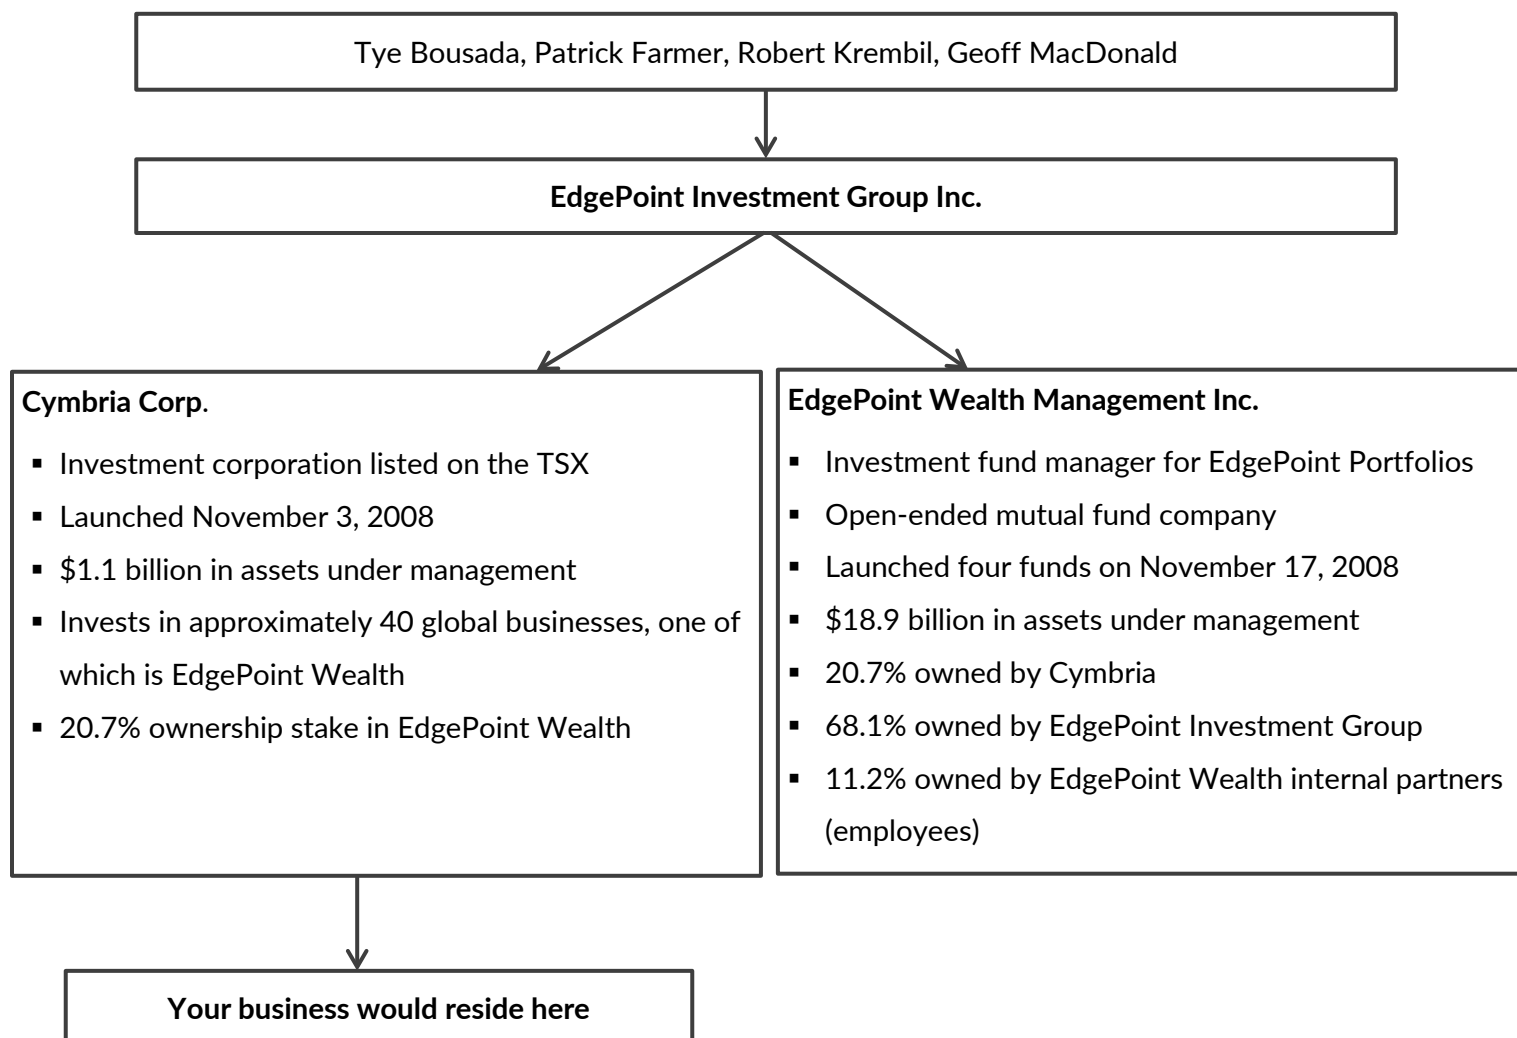 Tye Bousada, Patrick Farmer, Robert Krembil, Geoff MacDonald
EdgePoint Investment Group Inc.
Cymbria Corp.
▪ Investment corporation listed on the TSX
▪ Launched November 3, 2008
▪ $1.1 billion in assets under management
▪ Invests in approximately 40 global businesses, one of
which is EdgePoint Wealth
▪ 20.7% ownership stake in EdgePoint Wealth
EdgePoint Wealth Management Inc.
▪ Investment fund manager for EdgePoint Portfolios
▪ Open-ended mutual fund company
▪ Launched four funds on November 17, 2008
▪ $18.9 billion in assets under management
▪ 20.7% owned by Cymbria
▪ 68.1% owned by EdgePoint Investment Group
▪ 11.2% owned by EdgePoint Wealth internal partners
(employees)
Your business would reside here